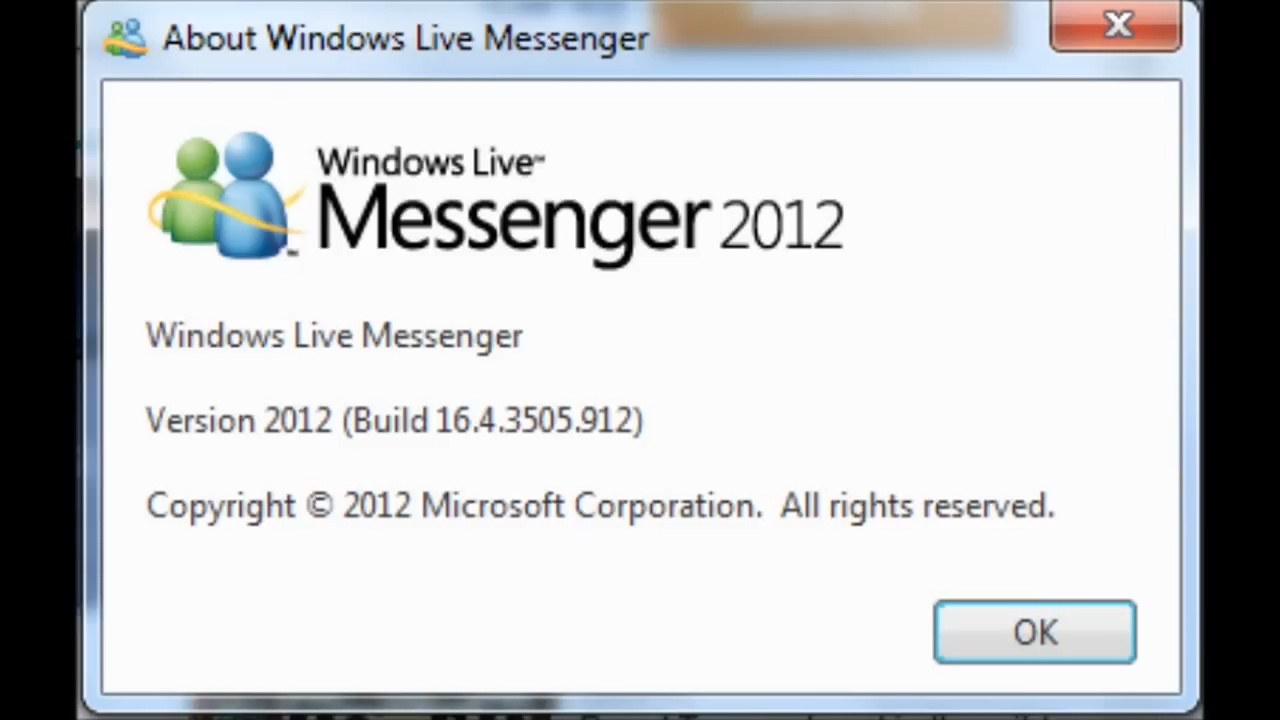 About Windows Live Messenger
Windows Live™
Messenger 2012
Windows Live Messenger
Version 2012 (Build 16.4.3505.912)
Copyright © 2012 Microsoft Corporation.  All rights reserved.
OK